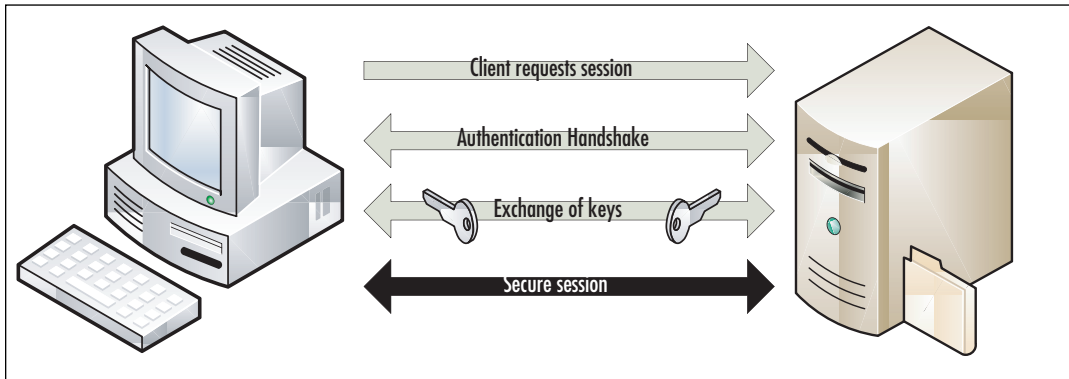 Client requests session
Authentication Handshake
Exchange of keys
Secure session